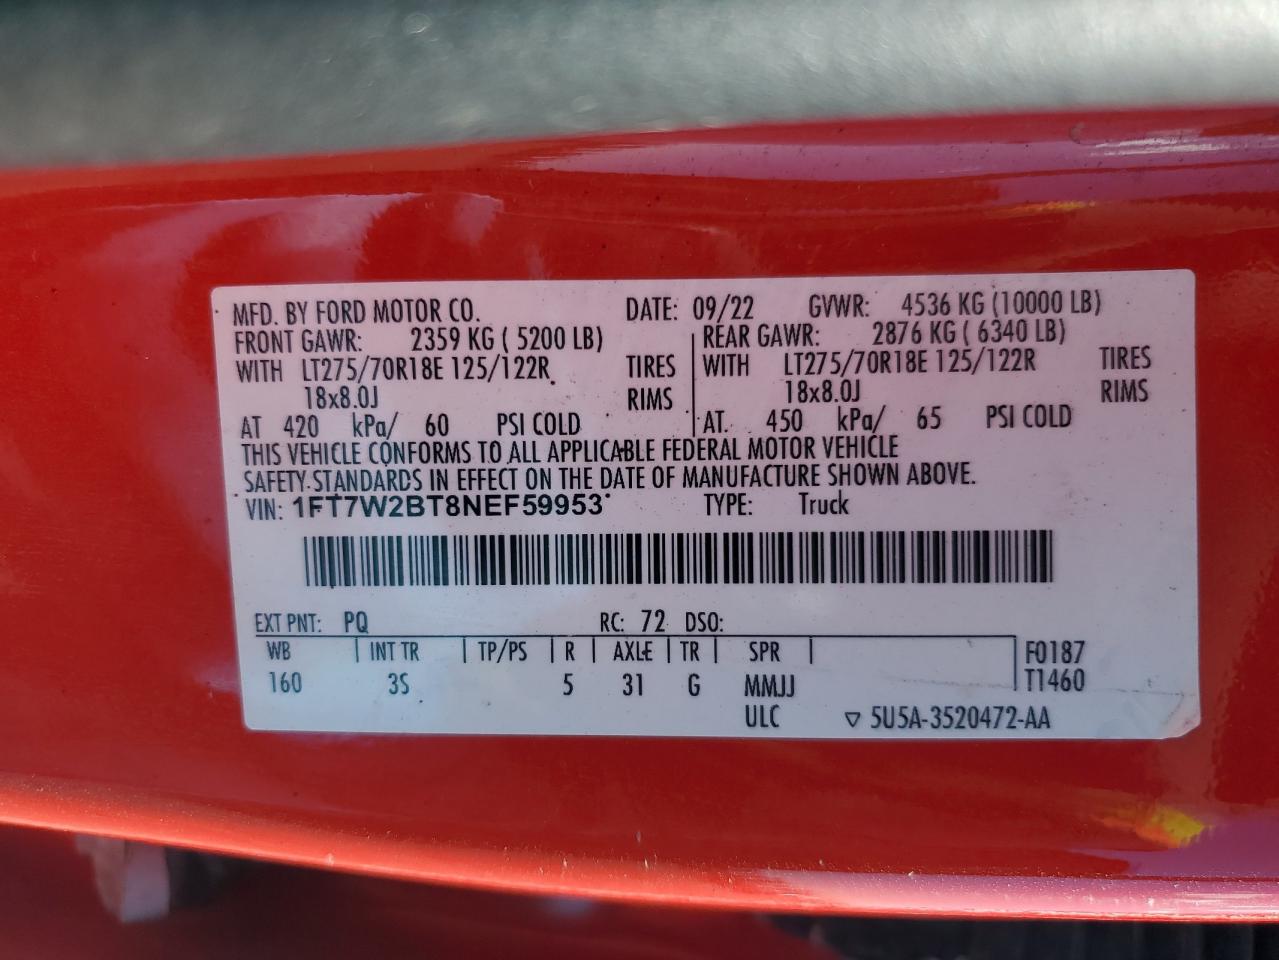 MFD. BY FORD MOTOR CO. DATE: 09/22 GVWR: 4536 KG (10000 LB)
FRONT GAWR: 2359 KG ( 5200 LB) REAR GAWR: 2876 KG ( 6340 LB)
WITH LT275/70R18E 125/122R TIRES WITH LT275/70R18E 125/122R TIRES
18x8.0J RIMS 18x8.0J RIMS
AT 420 kPa/ 60 PSI COLD AT. 450 kPa/ 65 PSI COLD
THIS VEHICLE CONFORMS TO ALL APPLICABLE FEDERAL MOTOR VEHICLE
SAFETY STANDARDS IN EFFECT ON THE DATE OF MANUFACTURE SHOWN ABOVE.
VIN: 1FT7W2BT8NEF59953 TYPE: Truck
EXT PNT: PQ RC: 72 DSO:
WB INT TR TP/PS R AXLE TR SPR F0187
160 3S 5 31 G MMJJ T1460
ULC ▽ 5U5A-3520472-AA